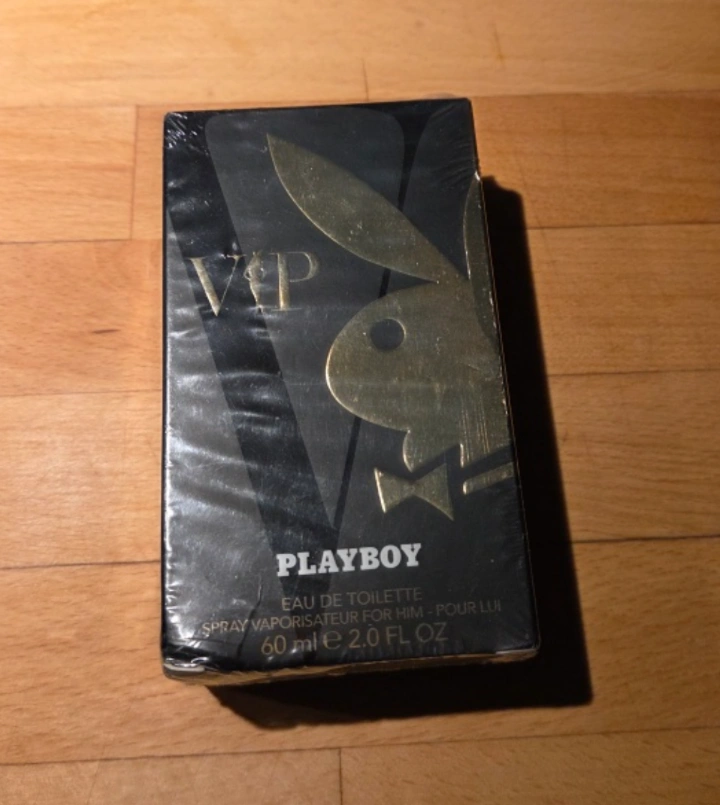 VIP
PLAYBOY
EAU DE TOILETTE
SPRAY VAPORISATEUR FOR HIM - POUR LUI
60 ml ℮ 2.0 FL OZ